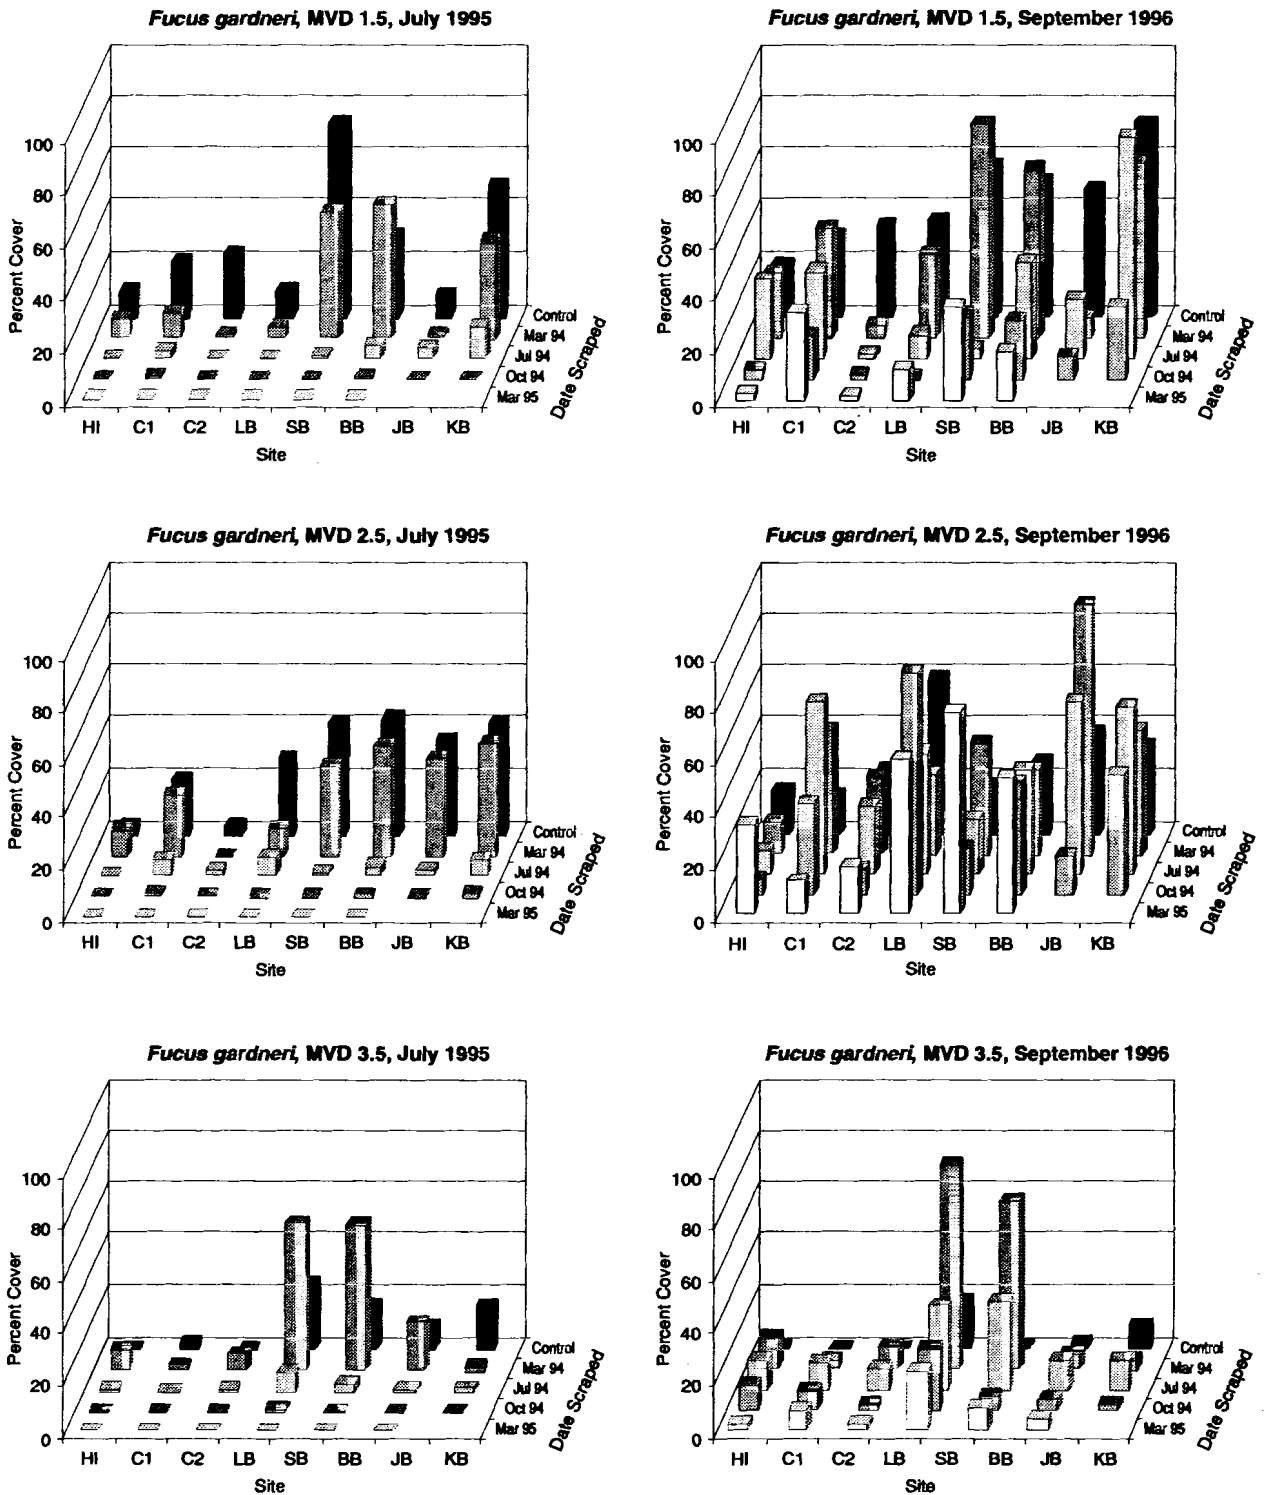 Fucus gardneri, MVD 1.5, July 1995
Percent Cover
100
80
60
40
20
0
HI C1 C2 LB SB BB JB KB
Site
Control
Mar 94
Jul 94
Oct 94
Mar 95
Date Scraped
Fucus gardneri, MVD 1.5, September 1996
Percent Cover
100
80
60
40
20
0
HI C1 C2 LB SB BB JB KB
Site
Control
Mar 94
Jul 94
Oct 94
Mar 95
Date Scraped
Fucus gardneri, MVD 2.5, July 1995
Percent Cover
100
80
60
40
20
0
HI C1 C2 LB SB BB JB KB
Site
Control
Mar 94
Jul 94
Oct 94
Mar 95
Date Scraped
Fucus gardneri, MVD 2.5, September 1996
Percent Cover
100
80
60
40
20
0
HI C1 C2 LB SB BB JB KB
Site
Control
Mar 94
Jul 94
Oct 94
Mar 95
Date Scraped
Fucus gardneri, MVD 3.5, July 1995
Percent Cover
100
80
60
40
20
0
HI C1 C2 LB SB BB JB KB
Site
Control
Mar 94
Jul 94
Oct 94
Mar 95
Date Scraped
Fucus gardneri, MVD 3.5, September 1996
Percent Cover
100
80
60
40
20
0
HI C1 C2 LB SB BB JB KB
Site
Control
Mar 94
Jul 94
Oct 94
Mar 95
Date Scraped